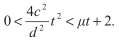 0 < \frac{4c^2}{d^2} t^2 < \mu t + 2.